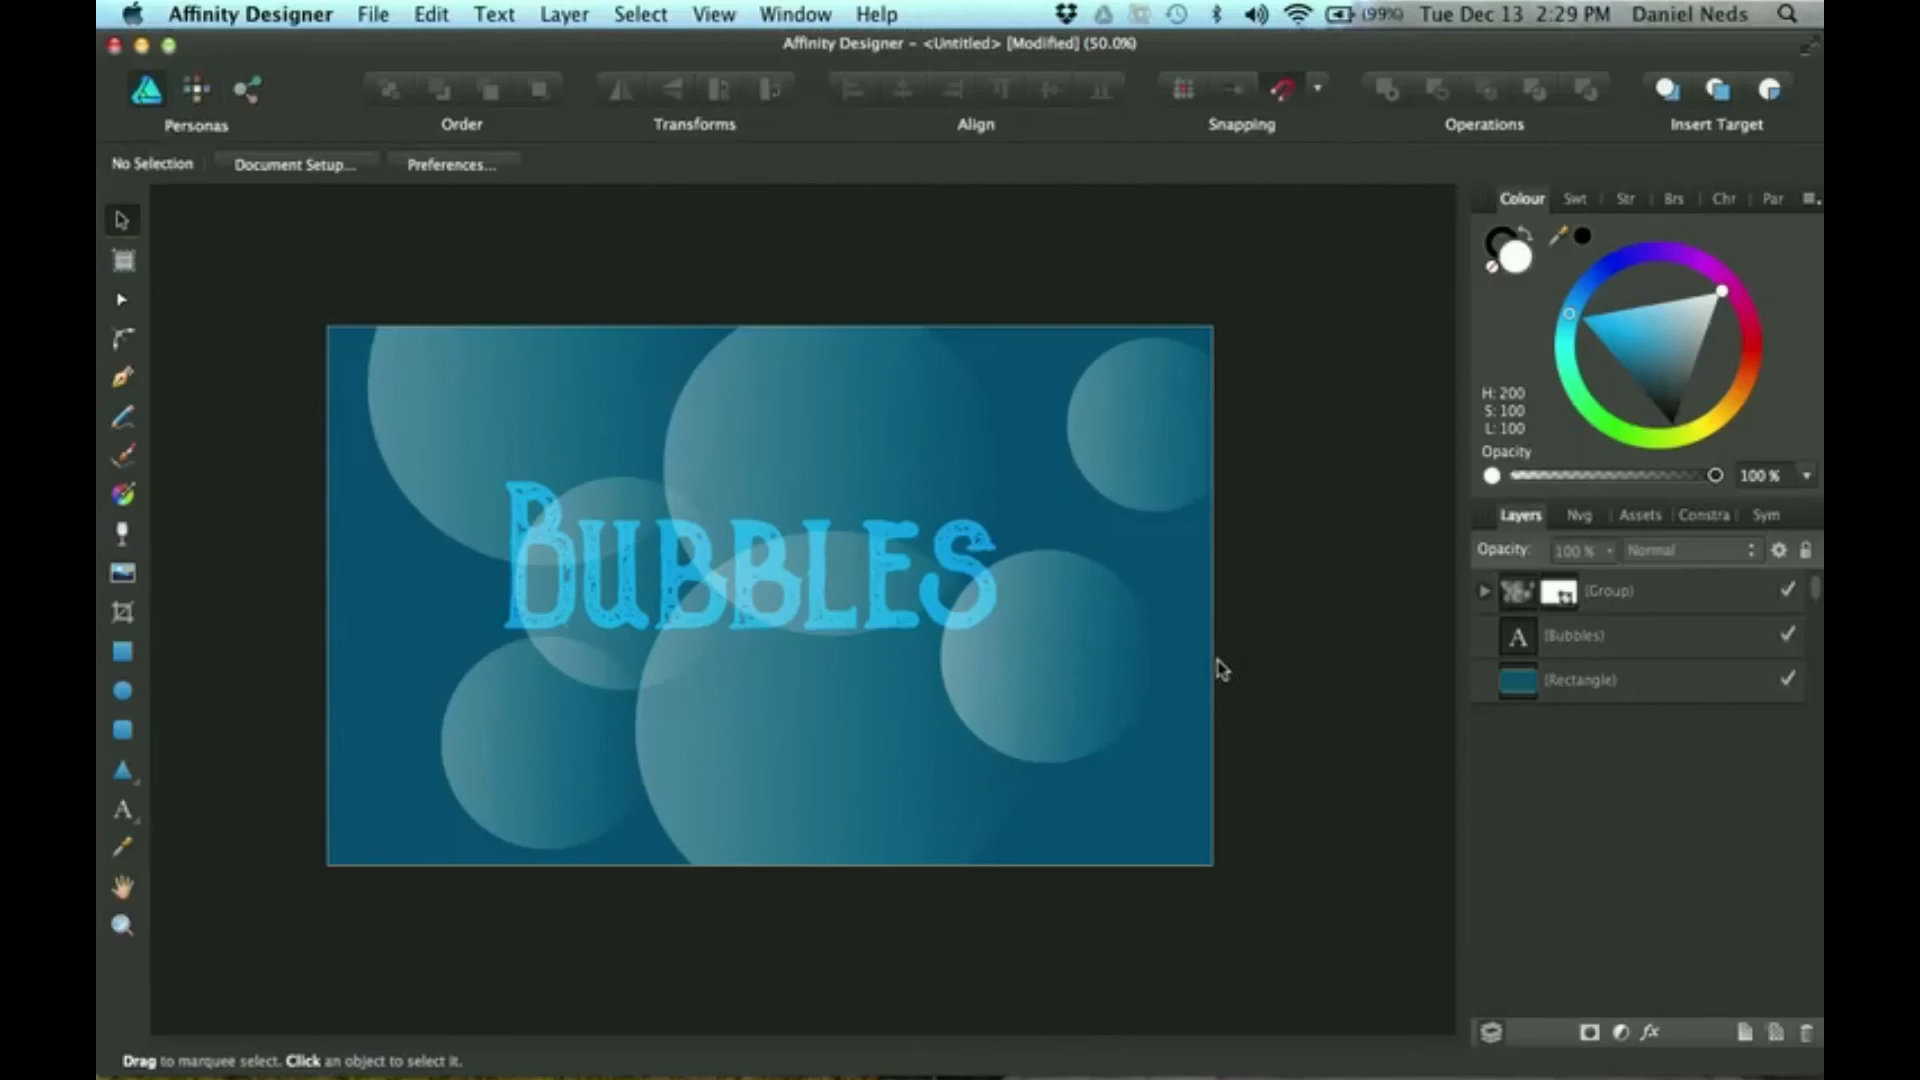 Affinity Designer File Edit Text Layer Select View Window Help (99%) Tue Dec 13 2:29 PM Daniel Neds
Affinity Designer – <Untitled> [Modified] (50.0%)
Personas Order Transforms Align Snapping Operations Insert Target
No Selection Document Setup... Preferences...
Colour Swt Str Brs Chr Par
H: 200
S: 100
L: 100
Opacity
100 %
Layers Nvg Assets Constra Sym
Opacity: 100 % Normal
(Group)
A (Bubbles)
(Rectangle)
BUBBLES
A
fx
Drag to marquee select. Click an object to select it.